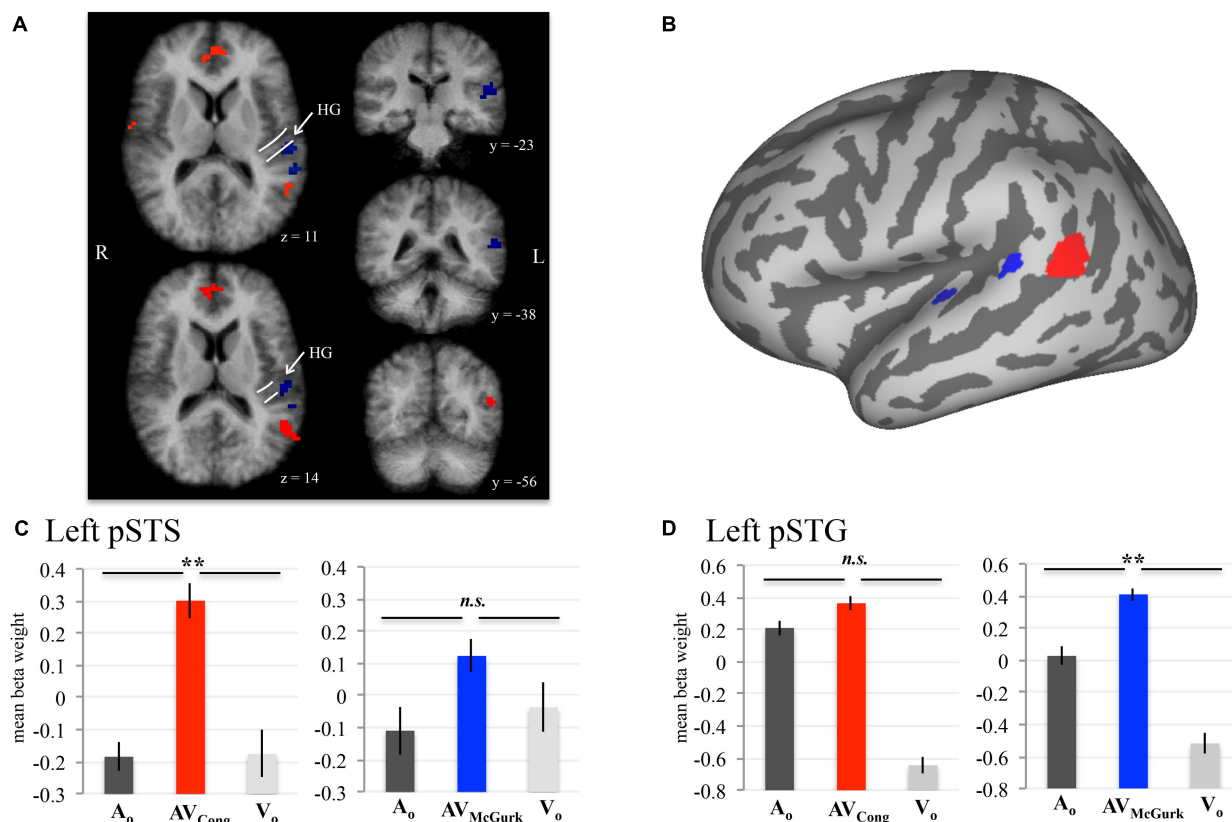 A
HG
y = -23
z = 11
R
L
HG
y = -38
z = 14
y = -56
B
C Left pSTS
**
0.4
0.3
0.2
0.1
0
-0.1
-0.2
-0.3
mean beta weight
Ao
AVCong
Vo
n.s.
0.4
0.3
0.2
0.1
0
-0.1
-0.2
-0.3
Ao
AVMcGurk
Vo
D Left pSTG
n.s.
0.6
0.4
0.2
0
-0.2
-0.4
-0.6
-0.8
mean beta weight
Ao
AVCong
Vo
**
0.6
0.4
0.2
0
-0.2
-0.4
-0.6
-0.8
Ao
AVMcGurk
Vo